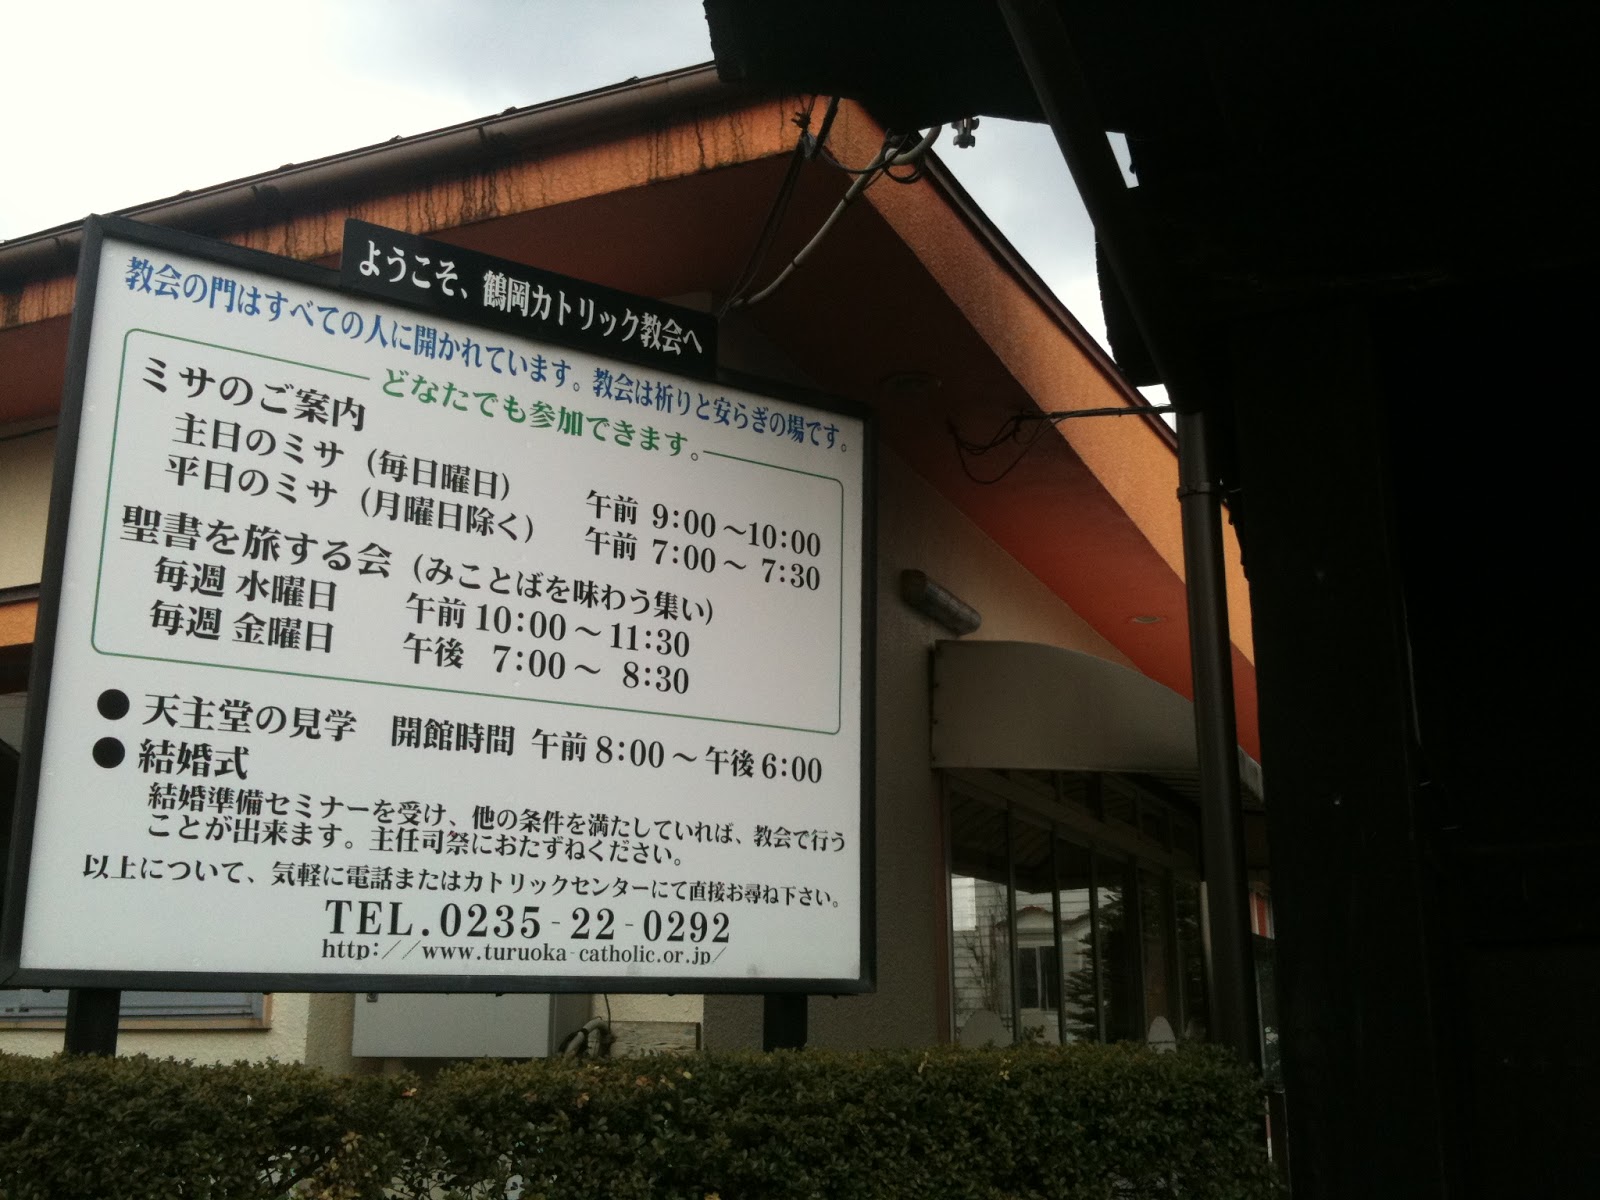 ようこそ、鶴岡カトリック教会へ
教会の門はすべての人に開かれています。教会は祈りと安らぎの場です。
どなたでも参加できます。
ミサのご案内
主日のミサ (毎日曜日) 午前 9:00～10:00
平日のミサ (月曜日除く) 午前 7:00～ 7:30
聖書を旅する会 (みことばを味わう集い)
毎週 水曜日 午前 10:00～11:30
毎週 金曜日 午後 7:00～ 8:30
● 天主堂の見学 開館時間 午前 8:00～午後 6:00
● 結婚式
結婚準備セミナーを受け、他の条件を満たしていれば、教会で行う
ことが出来ます。主任司祭におたずねください。
以上について、気軽に電話またはカトリックセンターにて直接お尋ね下さい。
TEL.0235-22-0292
http://www.turuoka-catholic.or.jp/